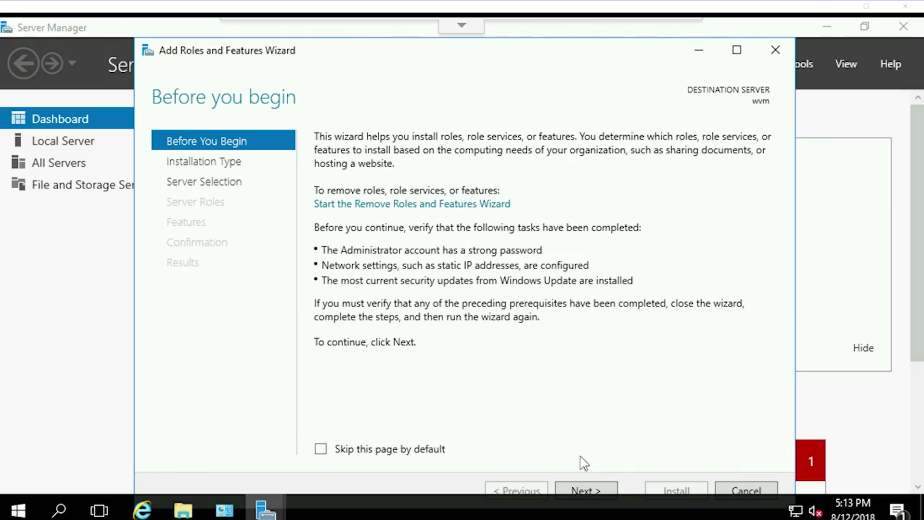 Server Manager
Add Roles and Features Wizard
Ser
ools View Help
Before you begin
DESTINATION SERVER
wvm
Dashboard
Local Server
All Servers
File and Storage Ser
Before You Begin
Installation Type
Server Selection
Server Roles
Features
Confirmation
Results
This wizard helps you install roles, role services, or features. You determine which roles, role services, or
features to install based on the computing needs of your organization, such as sharing documents, or
hosting a website.
To remove roles, role services, or features:
Start the Remove Roles and Features Wizard
Before you continue, verify that the following tasks have been completed:
• The Administrator account has a strong password
• Network settings, such as static IP addresses, are configured
• The most current security updates from Windows Update are installed
If you must verify that any of the preceding prerequisites have been completed, close the wizard,
complete the steps, and then run the wizard again.
To continue, click Next.
Hide
Skip this page by default
1
< Previous Next > Install Cancel
5:13 PM
8/12/2018
1